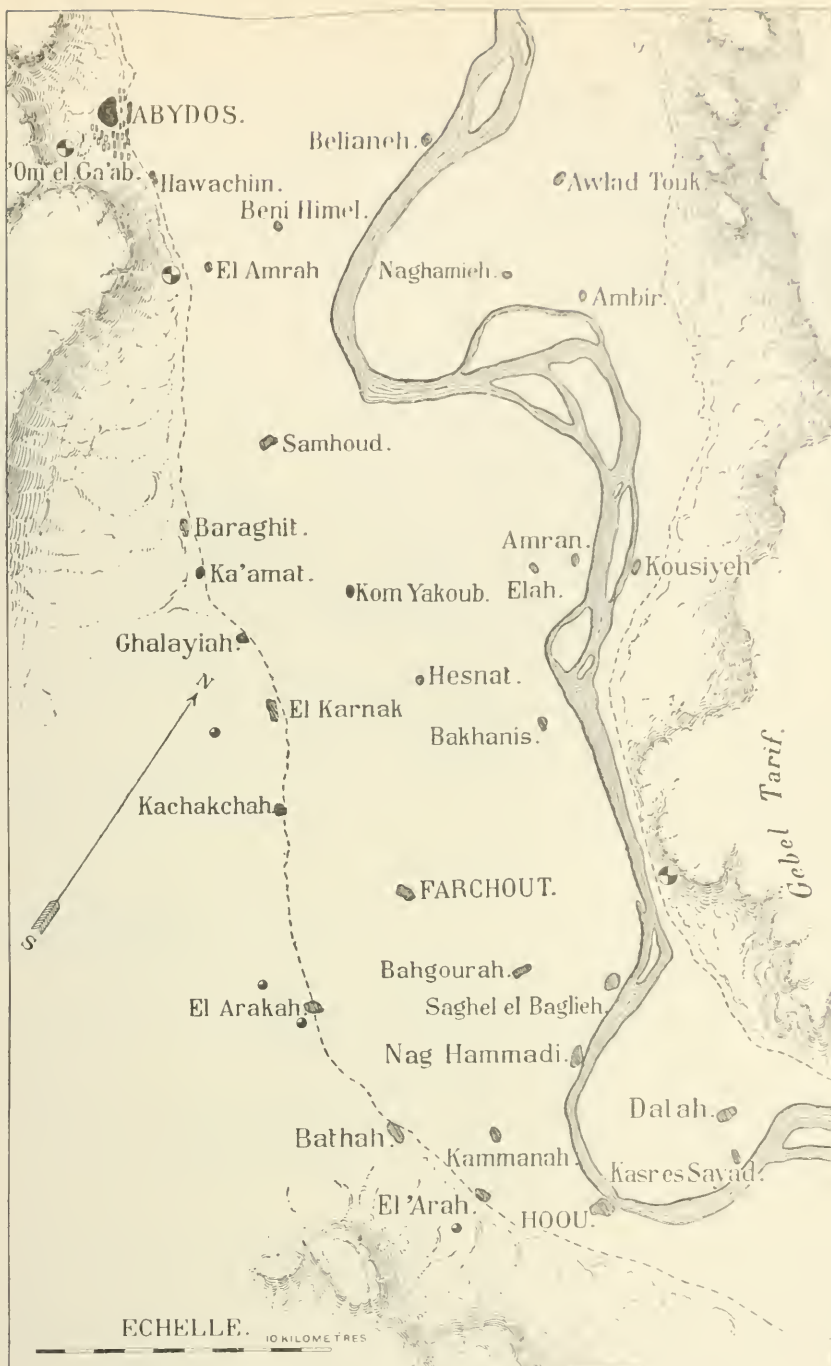 ABYDOS.
Belianeh.
'Om el Ga'ab.
Hawachim.
Awlad Touk.
Beni Himel.
El Amrah
Naghamieh.
Ambir.
Samhoud.
Baraghit.
Amran.
Ka'amat.
Kom Yakoub.
Elah.
Kousiyeh
Ghalayiah.
N
Hesnat.
El Karnak
Bakhanis.
Gebel Tarif.
Kachakchah.
FARCHOUT.
S
Bahgourah.
El Arakah.
Saghel el Baglieh.
Nag Hammadi.
Dalah.
Bathah.
Kammanah.
Kasr es Sayad.
El 'Arah.
HOOU.
ECHELLE. 10 KILOMETRES